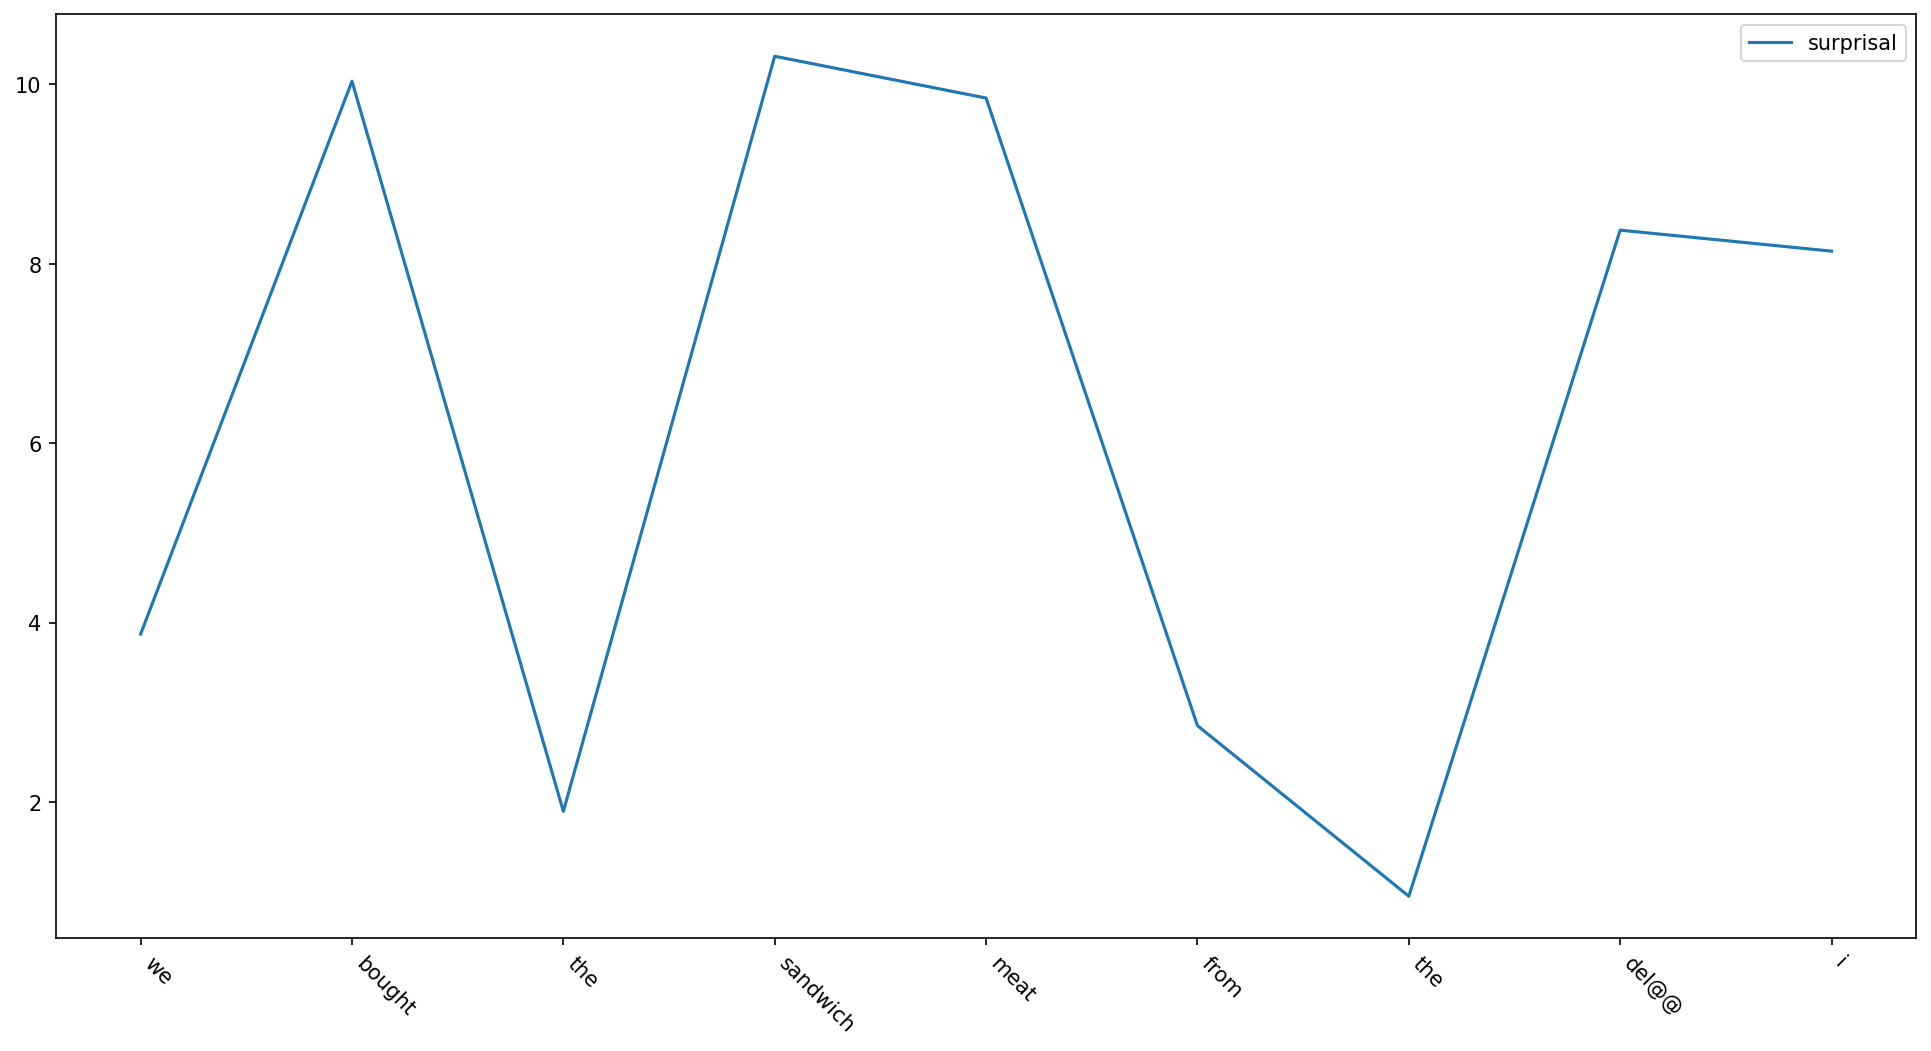 surprisal
10
8
6
4
2
we
bought
the
sandwich
meat
from
the
del@@
i